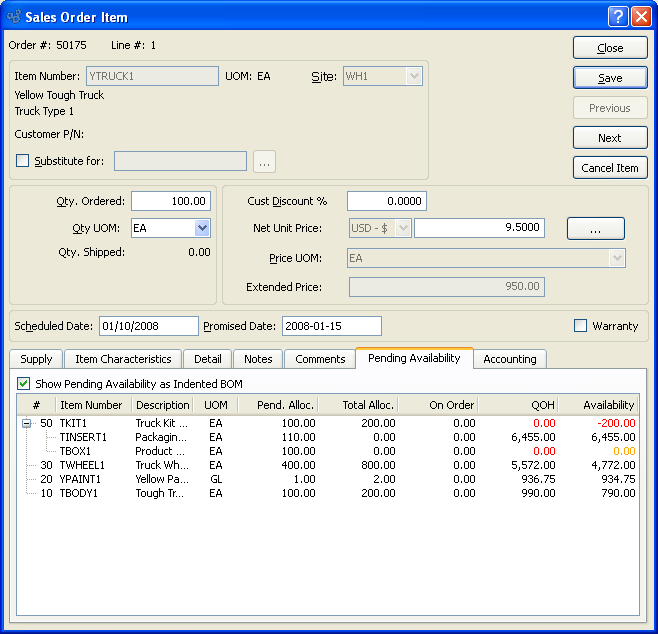 Sales Order Item
Order #: 50175 Line #: 1
Close
Item Number: YTRUCK1 UOM: EA Site: WH1
Save
Yellow Tough Truck
Truck Type 1
Previous
Customer P/N:
Next
Substitute for: ...
Cancel Item
Qty. Ordered: 100.00 Cust Discount % 0.0000
Qty UOM: EA Net Unit Price: USD - $ 9.5000 ...
Qty. Shipped: 0.00 Price UOM: EA
Extended Price: 950.00
Scheduled Date: 01/10/2008 Promised Date: 2008-01-15 Warranty
Supply Item Characteristics Detail Notes Comments Pending Availability Accounting
Show Pending Availability as Indented BOM
# Item Number Description UOM Pend. Alloc. Total Alloc. On Order QOH Availability
50 TKIT1 Truck Kit ... EA 100.00 200.00 0.00 0.00 -200.00
TINSERT1 Packagin... EA 110.00 0.00 0.00 6,455.00 6,455.00
TBOX1 Product ... EA 100.00 0.00 0.00 0.00 0.00
30 TWHEEL1 Truck Wh... EA 400.00 800.00 0.00 5,572.00 4,772.00
20 YPAINT1 Yellow Pa... GL 1.00 2.00 0.00 936.75 934.75
10 TBODY1 Tough Tr... EA 100.00 200.00 0.00 990.00 790.00